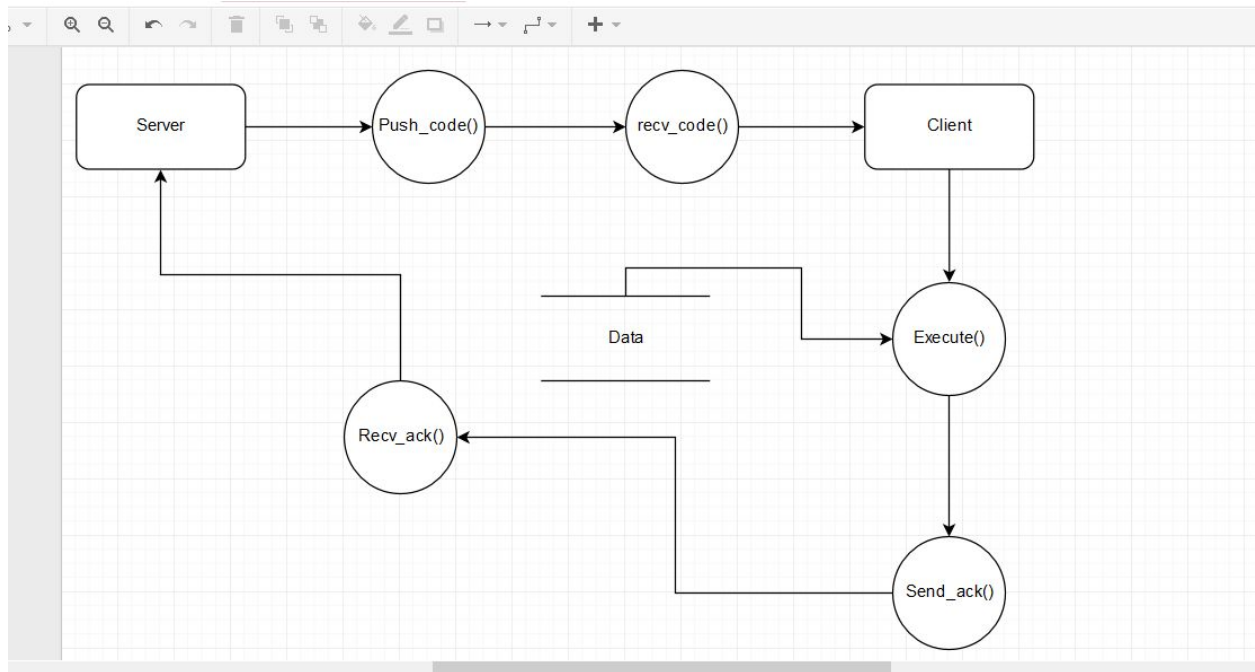 Server
Push_code()
recv_code()
Client
Data
Execute()
Recv_ack()
Send_ack()